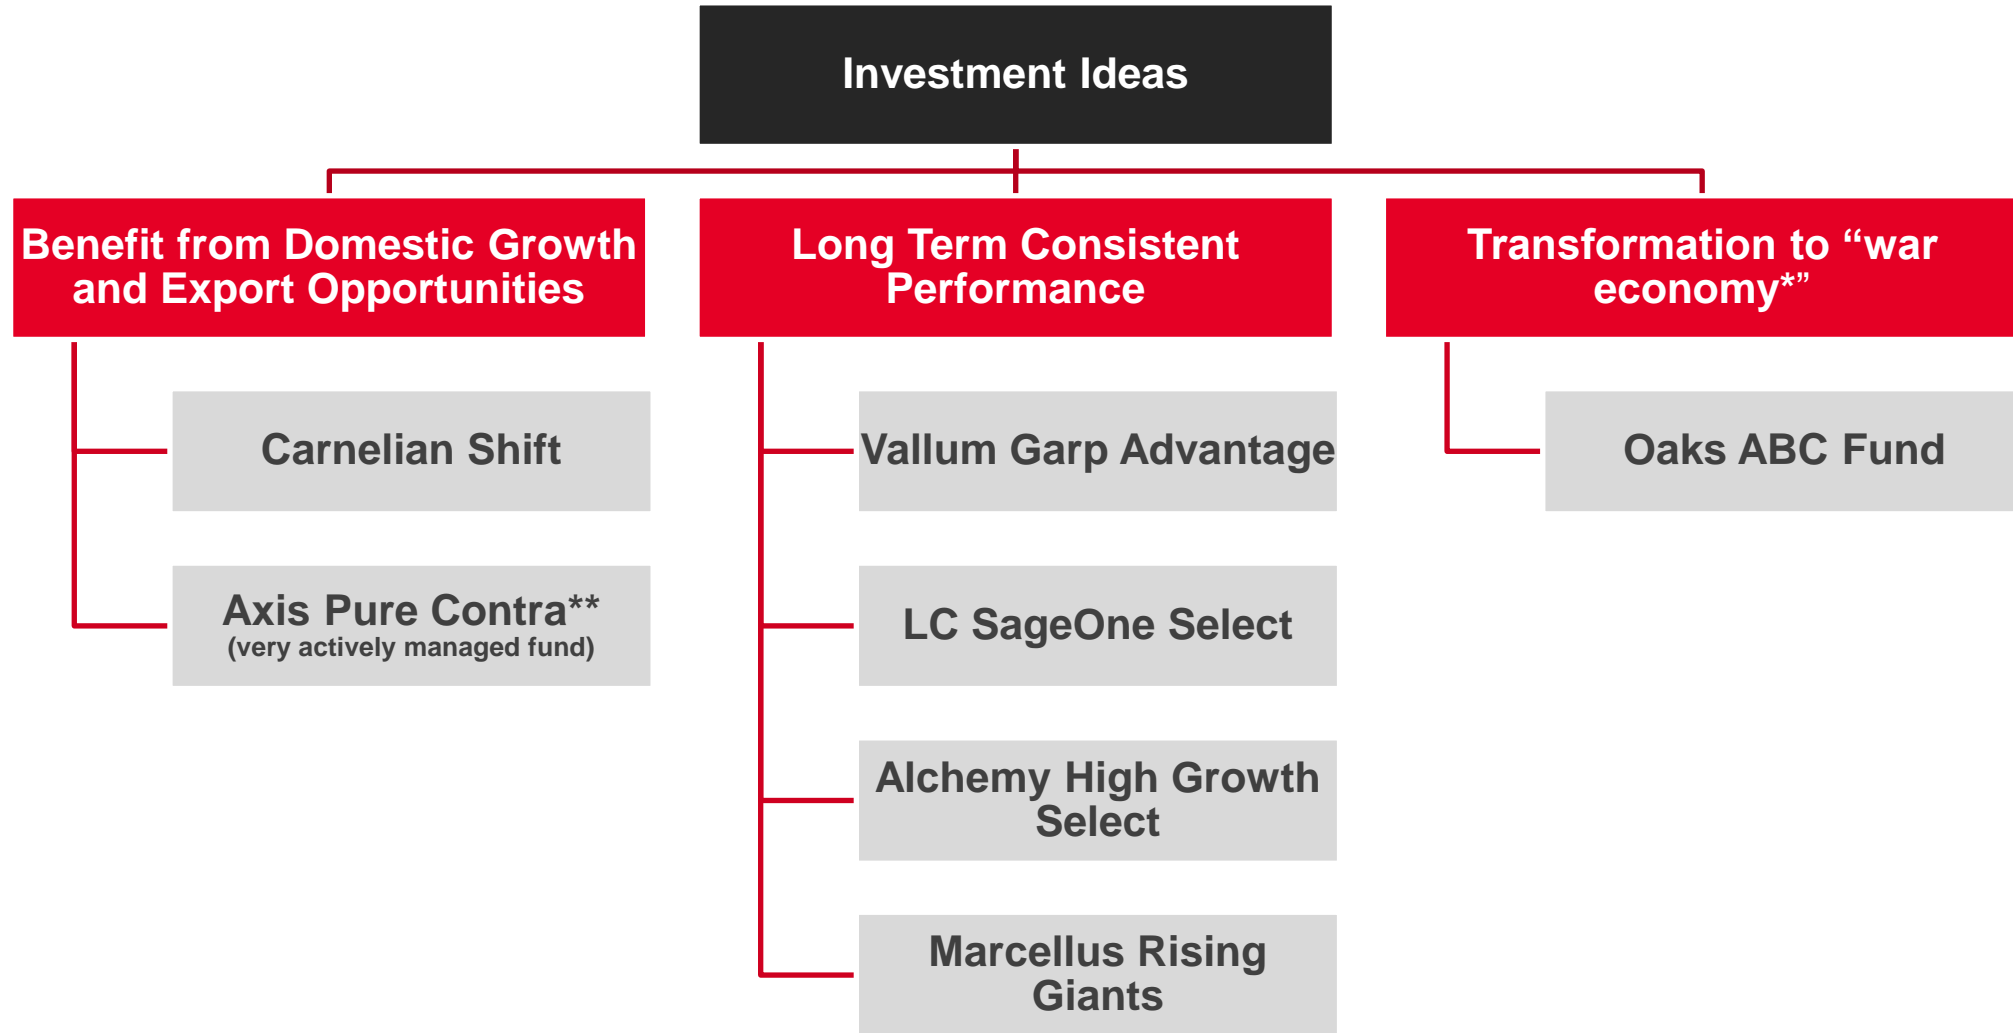 Investment Ideas
Benefit from Domestic Growth
and Export Opportunities
Long Term Consistent
Performance
Transformation to “war
economy*”
Carnelian Shift
Axis Pure Contra**
(very actively managed fund)
Vallum Garp Advantage
LC SageOne Select
Alchemy High Growth
Select
Marcellus Rising
Giants
Oaks ABC Fund